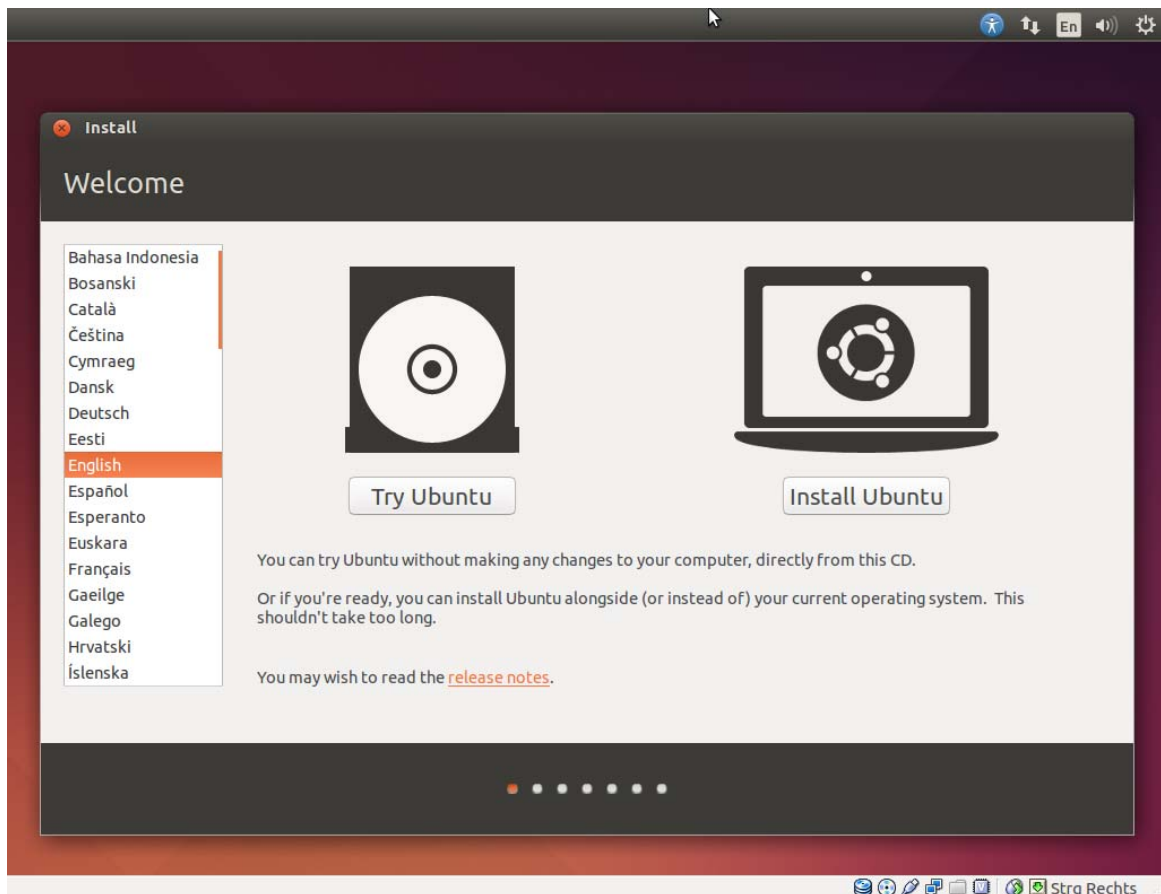 En
Install
Welcome
Bahasa Indonesia
Bosanski
Català
Čeština
Cymraeg
Dansk
Deutsch
Eesti
English
Español
Esperanto
Euskara
Français
Gaeilge
Galego
Hrvatski
Íslenska
Try Ubuntu
Install Ubuntu
You can try Ubuntu without making any changes to your computer, directly from this CD.
Or if you're ready, you can install Ubuntu alongside (or instead of) your current operating system. This
shouldn't take too long.
You may wish to read the release notes.
Strg Rechts